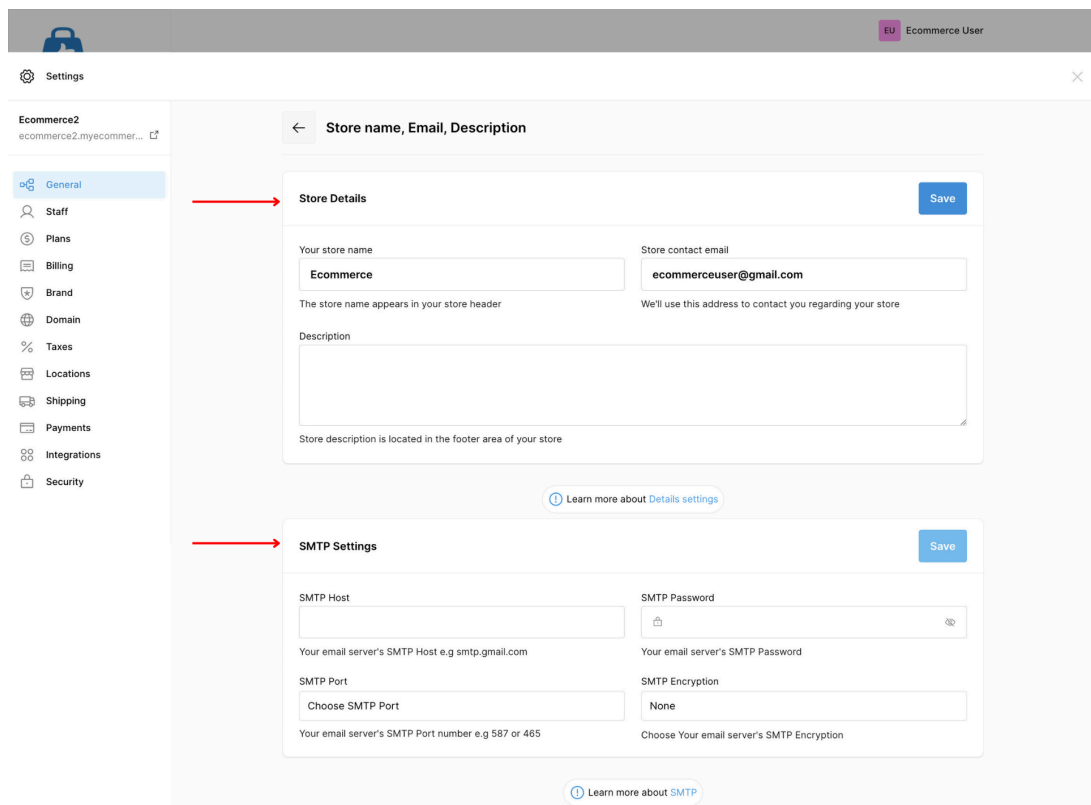 EU Ecommerce User
Settings
Ecommerce2
ecommerce2.myecommer...
General
Staff
Plans
Billing
Brand
Domain
Taxes
Locations
Shipping
Payments
Integrations
Security
Store name, Email, Description
Store Details
Save
Your store name
Store contact email
Ecommerce
ecommerceuser@gmail.com
The store name appears in your store header
We'll use this address to contact you regarding your store
Description
Store description is located in the footer area of your store
Learn more about Details settings
SMTP Settings
Save
SMTP Host
SMTP Password
Your email server's SMTP Host e.g smtp.gmail.com
Your email server's SMTP Password
SMTP Port
SMTP Encryption
Choose SMTP Port
None
Your email server's SMTP Port number e.g 587 or 465
Choose Your email server's SMTP Encryption
Learn more about SMTP